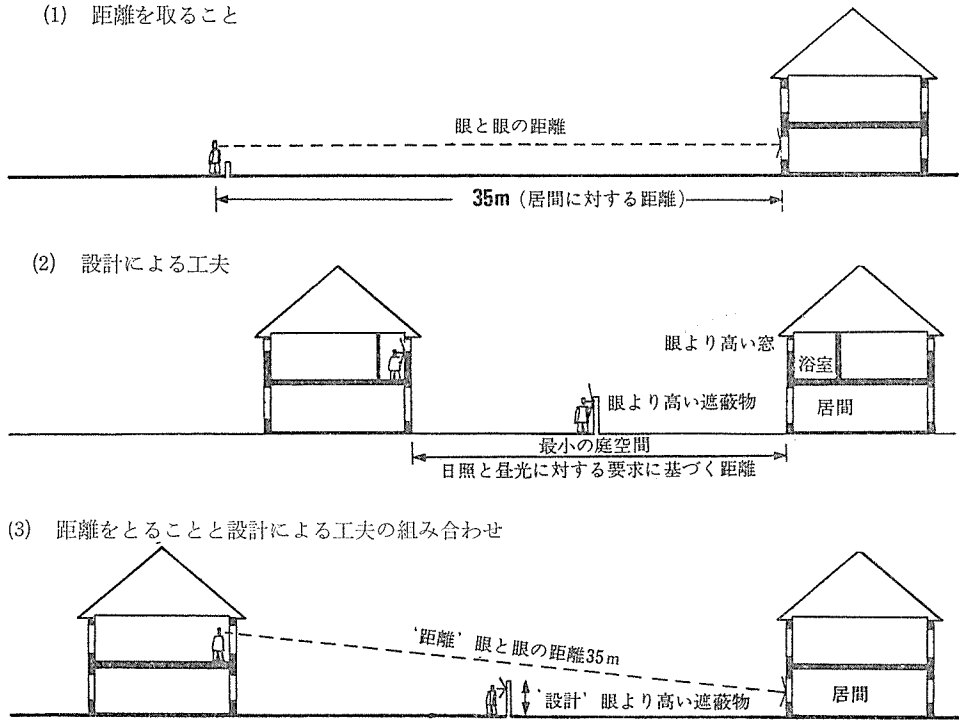 (1) 距離を取ること
眼と眼の距離
35m (居間に対する距離)
(2) 設計による工夫
眼より高い窓
浴室
眼より高い遮蔽物
居間
最小の庭空間
日照と昼光に対する要求に基づく距離
(3) 距離をとることと設計による工夫の組み合わせ
‘距離’ 眼と眼の距離35m
‘設計’ 眼より高い遮蔽物
居間